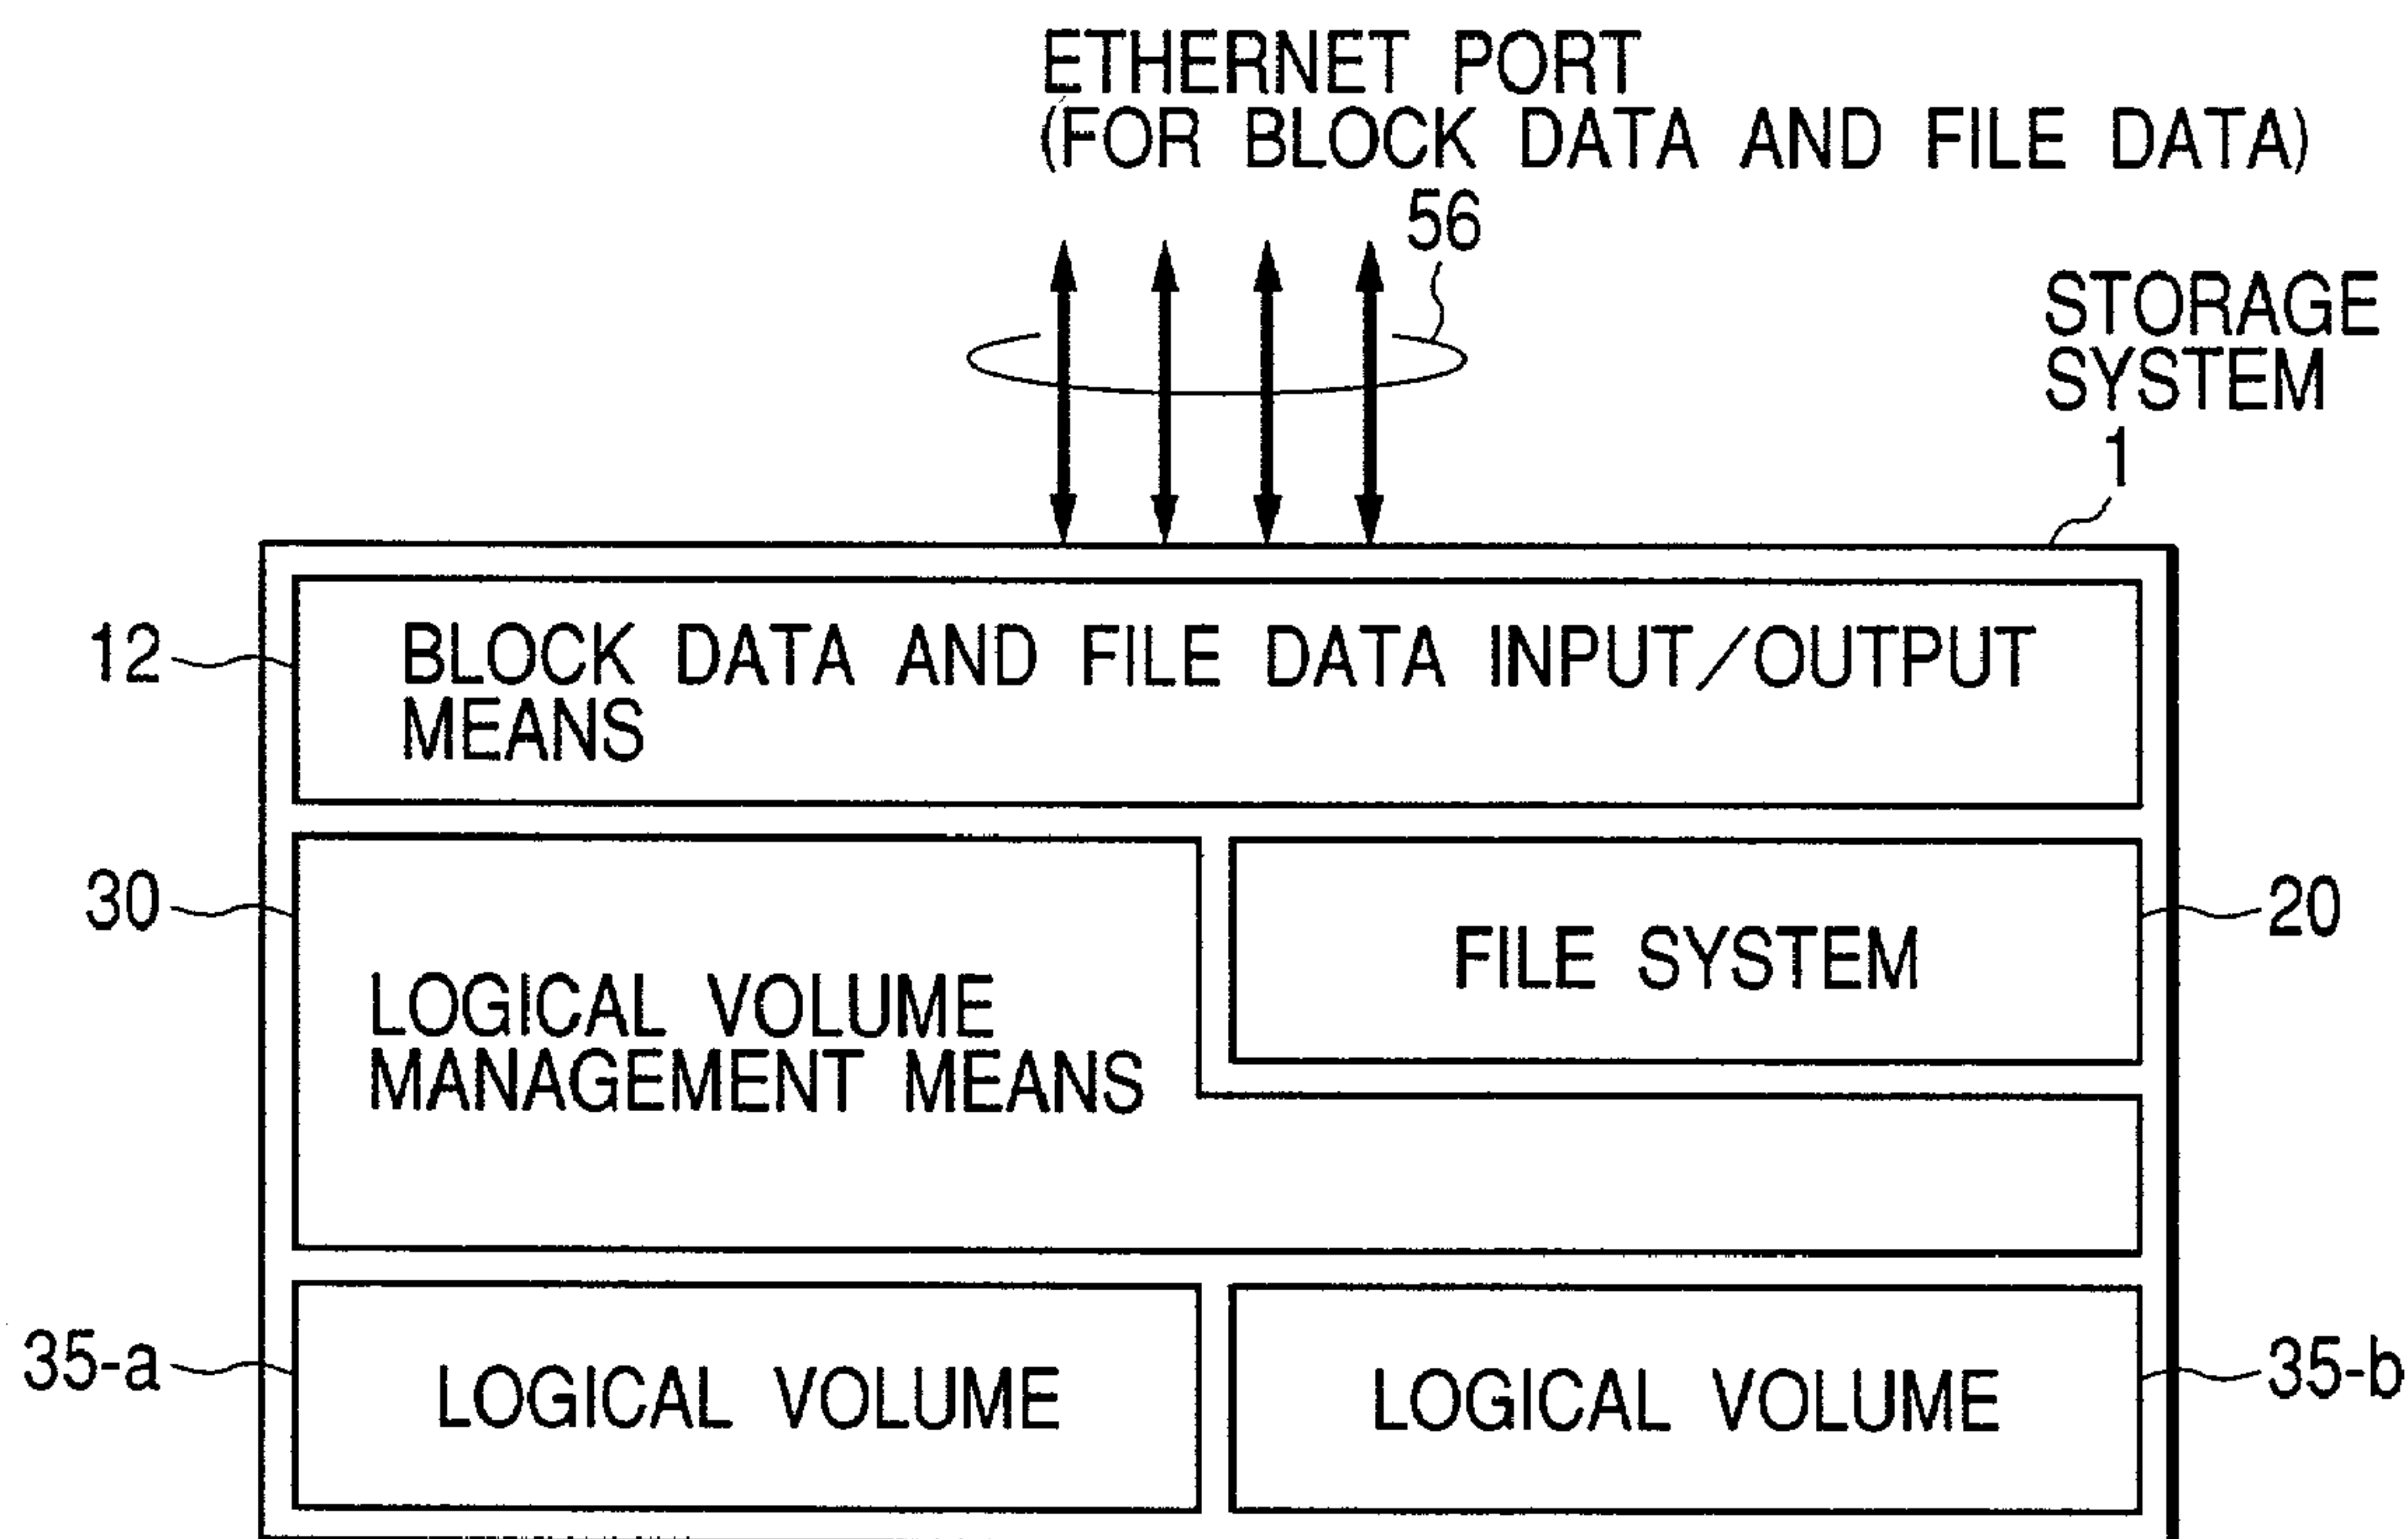 ETHERNET PORT
(FOR BLOCK DATA AND FILE DATA)
56
STORAGE
SYSTEM
1
12
BLOCK DATA AND FILE DATA INPUT/OUTPUT
MEANS
30
LOGICAL VOLUME
MANAGEMENT MEANS
FILE SYSTEM
20
35-a
LOGICAL VOLUME
LOGICAL VOLUME
35-b